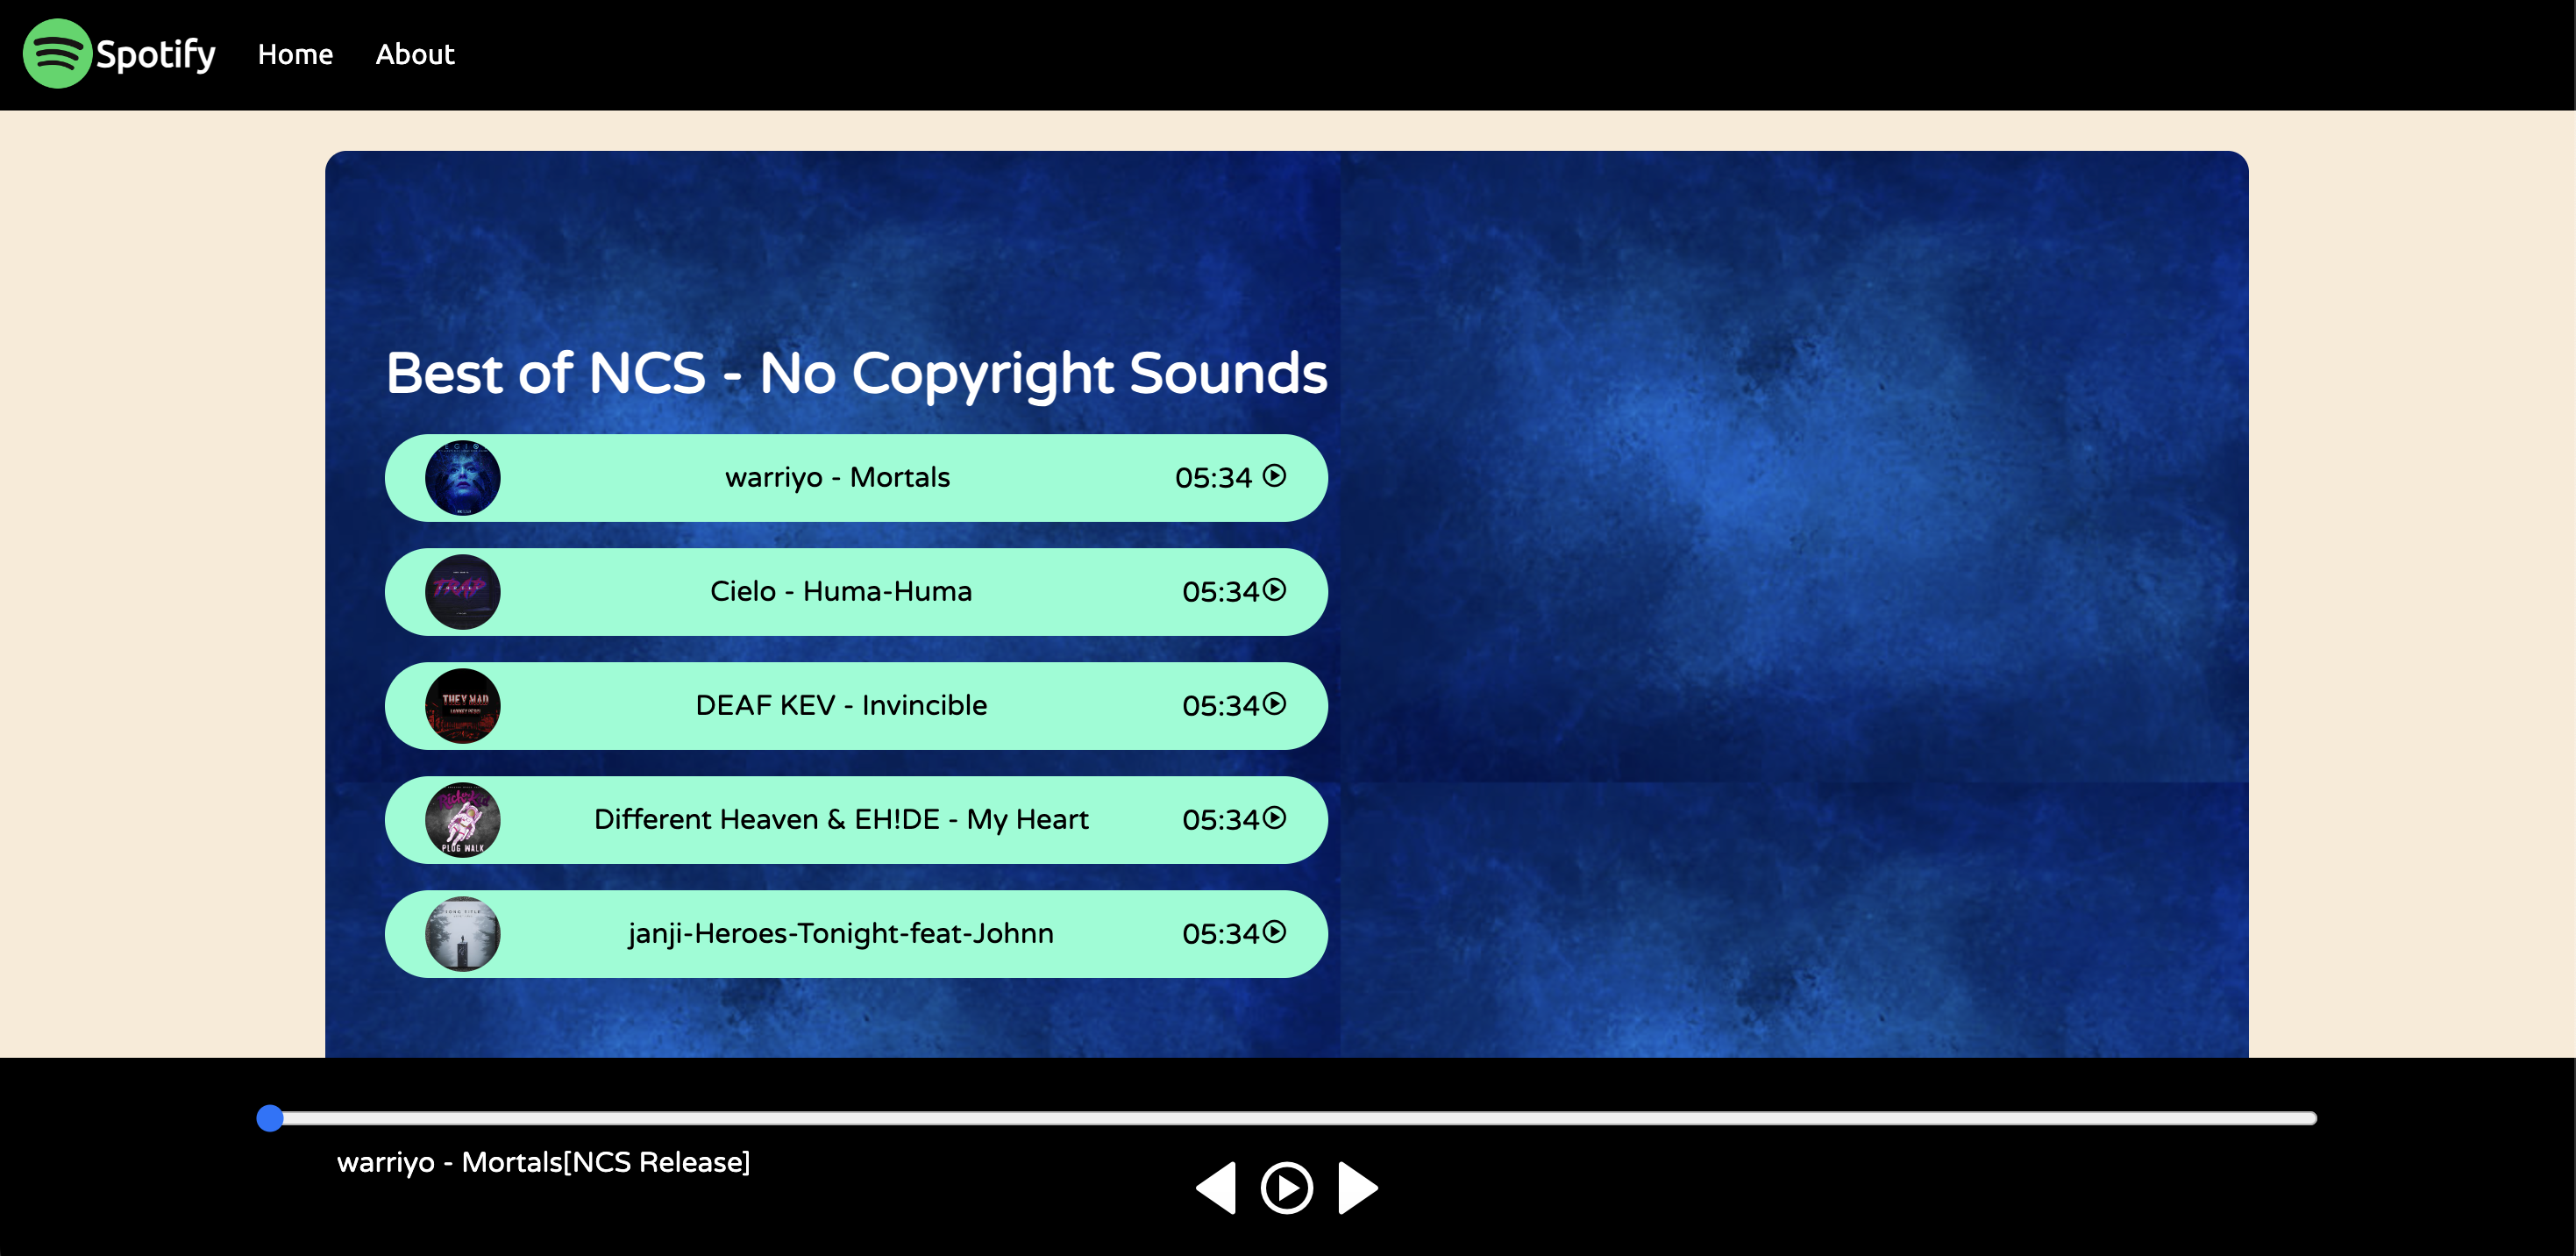 Spotify Home About
Best of NCS - No Copyright Sounds
warriyo - Mortals 05:34
Cielo - Huma-Huma 05:34
THEY MAD
DEAF KEV - Invincible 05:34
PLUG WALK
Different Heaven & EH!DE - My Heart 05:34
SONG TITLE
janji-Heroes-Tonight-feat-Johnn 05:34
warriyo - Mortals[NCS Release]